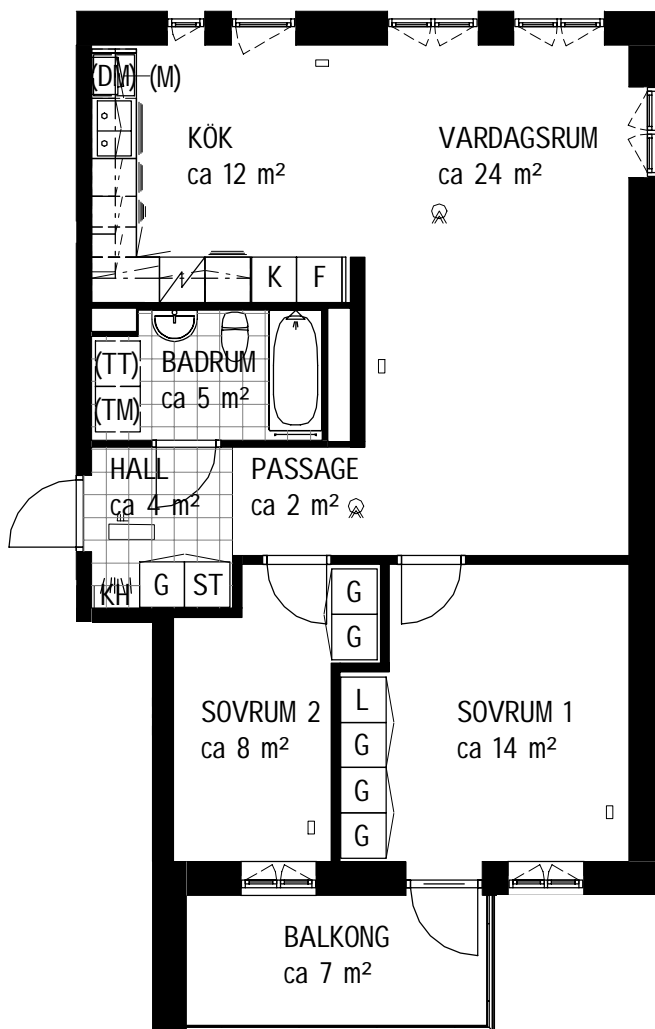 (DM) (M)
KÖK
ca 12 m²
VARDAGSRUM
ca 24 m²
K F
(TT)
(TM)
BADRUM
ca 5 m²
HALL
ca 4 m²
PASSAGE
ca 2 m²
KH
G ST
G
G
SOVRUM 2
ca 8 m²
L
G
G
G
SOVRUM 1
ca 14 m²
BALKONG
ca 7 m²